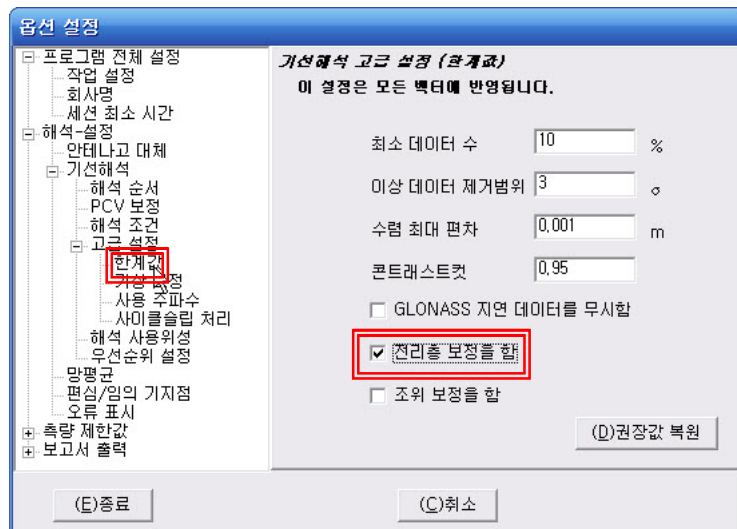 옵션 설정
프로그램 전체 설정
작업 설정
회사명
세션 최소 시간
해석-설정
안테나고 대체
기선해석
해석 순서
PCV 보정
해석 조건
고급 설정
한계값
기상 설정
사용 주파수
사이클슬립 처리
해석 사용위성
우선순위 설정
망평균
편심/임의 기지점
오류 표시
측량 제한값
보고서 출력
기선해석 고급 설정 (한계값)
이 설정은 모든 벡터에 반영됩니다.
최소 데이터 수 10 %
이상 데이터 제거범위 3 σ
수렴 최대 편차 0,001 m
콘트래스트컷 0,95
GLONASS 지연 데이터를 무시함
전리층 보정을 함
조위 보정을 함
(D)권장값 복원
(E)종료 (C)취소